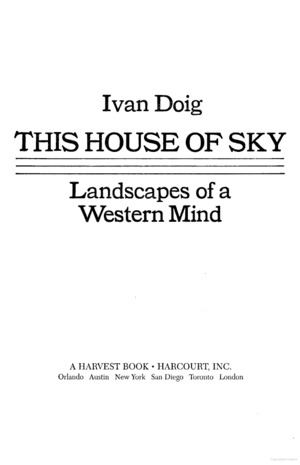 Ivan Doig
THIS HOUSE OF SKY
Landscapes of a
Western Mind
A HARVEST BOOK • HARCOURT, INC.
Orlando Austin New York San Diego Toronto London